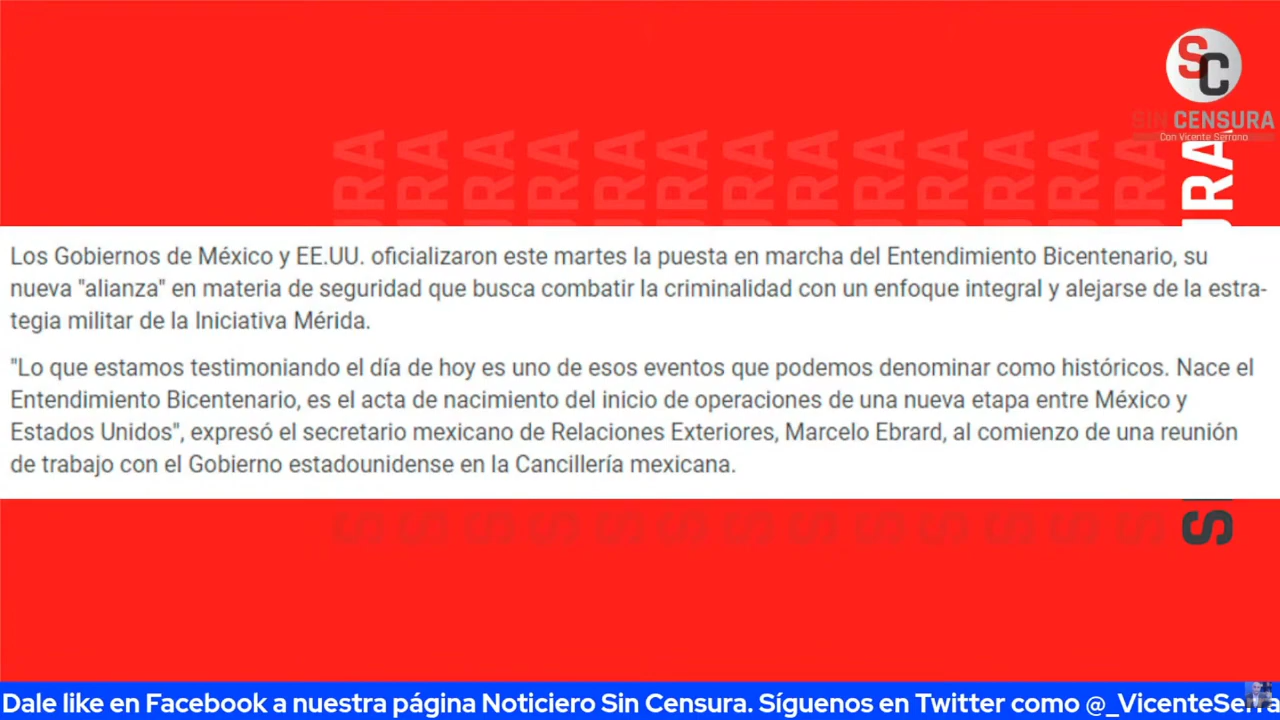 SC
SIN CENSURA
Con Vicente Serrano
Los Gobiernos de México y EE.UU. oficializaron este martes la puesta en marcha del Entendimiento Bicentenario, su
nueva "alianza" en materia de seguridad que busca combatir la criminalidad con un enfoque integral y alejarse de la estra-
tegia militar de la Iniciativa Mérida.
"Lo que estamos testimoniando el día de hoy es uno de esos eventos que podemos denominar como históricos. Nace el
Entendimiento Bicentenario, es el acta de nacimiento del inicio de operaciones de una nueva etapa entre México y
Estados Unidos", expresó el secretario mexicano de Relaciones Exteriores, Marcelo Ebrard, al comienzo de una reunión
de trabajo con el Gobierno estadounidense en la Cancillería mexicana.
Dale like en Facebook a nuestra página Noticiero Sin Censura. Síguenos en Twitter como @_VicenteSerra